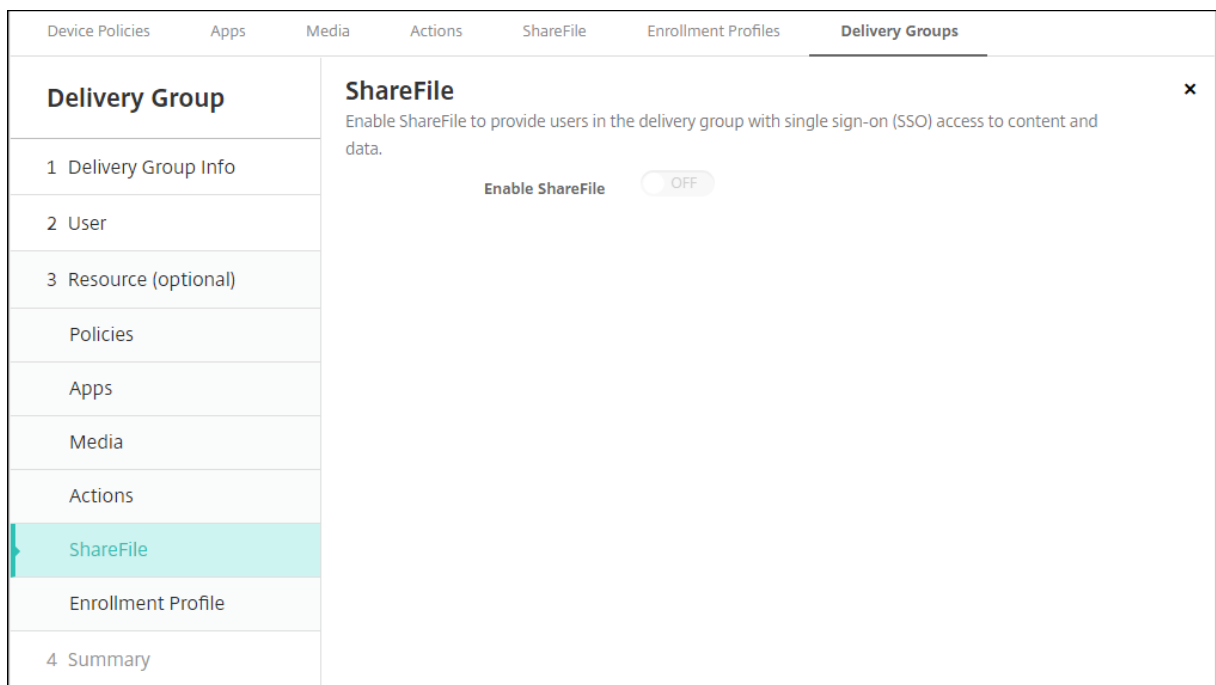 Device Policies Apps Media Actions ShareFile Enrollment Profiles Delivery Groups
Delivery Group
1 Delivery Group Info
2 User
3 Resource (optional)
Policies
Apps
Media
Actions
ShareFile
Enrollment Profile
4 Summary
ShareFile
Enable ShareFile to provide users in the delivery group with single sign-on (SSO) access to content and
data.
Enable ShareFile OFF